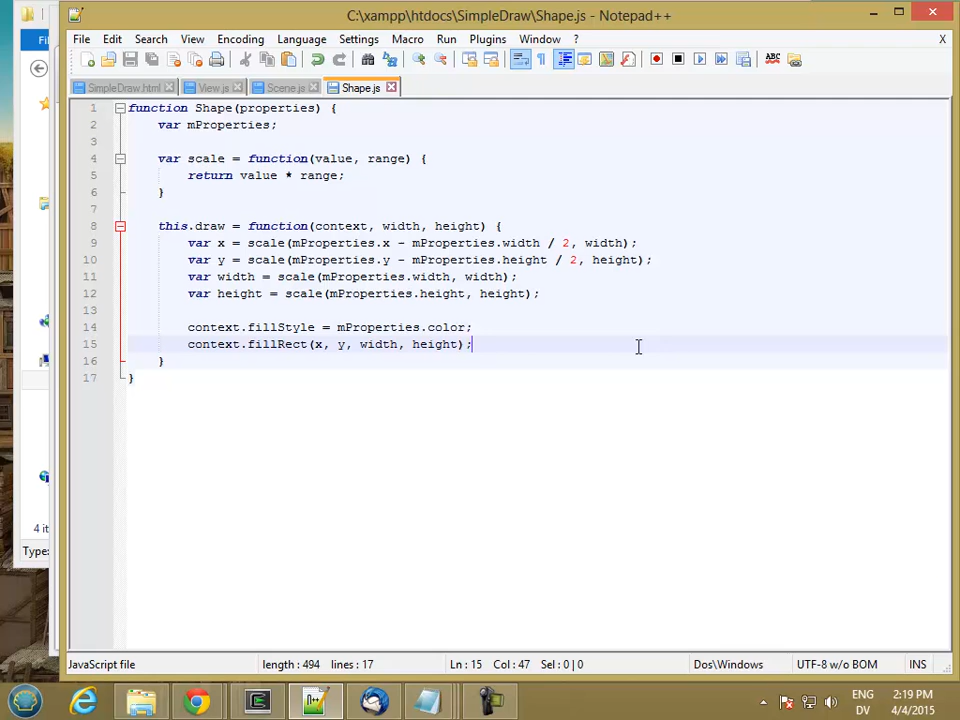 C:\xampp\htdocs\SimpleDraw\Shape.js - Notepad++
Fi
File Edit Search View Encoding Language Settings Macro Run Plugins Window ? X
SimpleDraw.html View.js Scene.js Shape.js
1 function Shape(properties) {
2 var mProperties;
3
4 var scale = function(value, range) {
5 return value * range;
6 }
7
8 this.draw = function(context, width, height) {
9 var x = scale(mProperties.x - mProperties.width / 2, width);
10 var y = scale(mProperties.y - mProperties.height / 2, height);
11 var width = scale(mProperties.width, width);
12 var height = scale(mProperties.height, height);
13
14 context.fillStyle = mProperties.color;
15 context.fillRect(x, y, width, height);
16 }
17 }
4 it
Type:
JavaScript file length : 494 lines : 17 Ln : 15 Col : 47 Sel : 0 | 0 Dos\Windows UTF-8 w/o BOM INS
ENG 2:19 PM
DV 4/4/2015